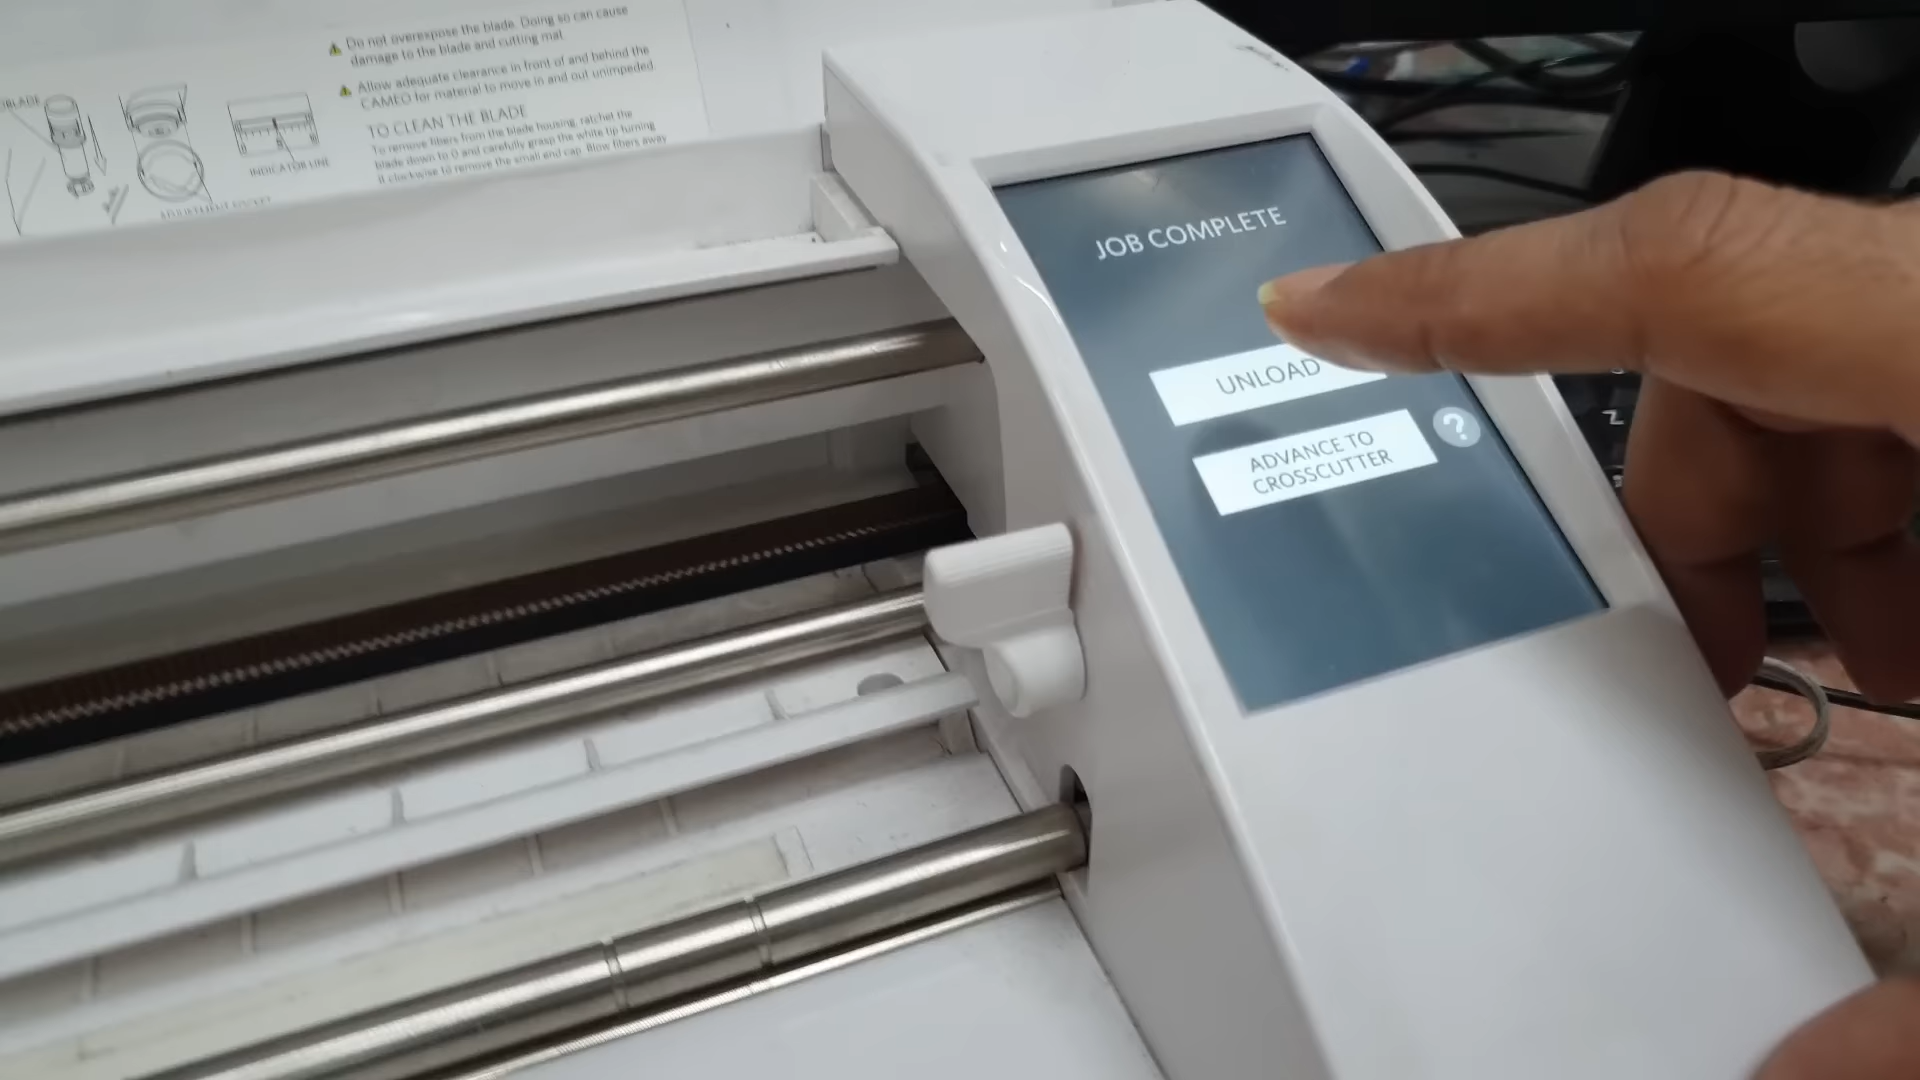 Do not overexpose the blade. Doing so can cause
damage to the blade and cutting mat.
Allow adequate clearance in front of and behind the
CAMEO for material to move in and out unimpeded.
TO CLEAN THE BLADE
To remove fibers from the blade housing, ratchet the
blade down to 0 and carefully grasp the white tip turning
it clockwise to remove the small end cap. Blow fibers away
BLADE
INDICATOR LINE
ADJUSTMENT SOCKET
JOB COMPLETE
UNLOAD
ADVANCE TO
CROSSCUTTER
?
Z